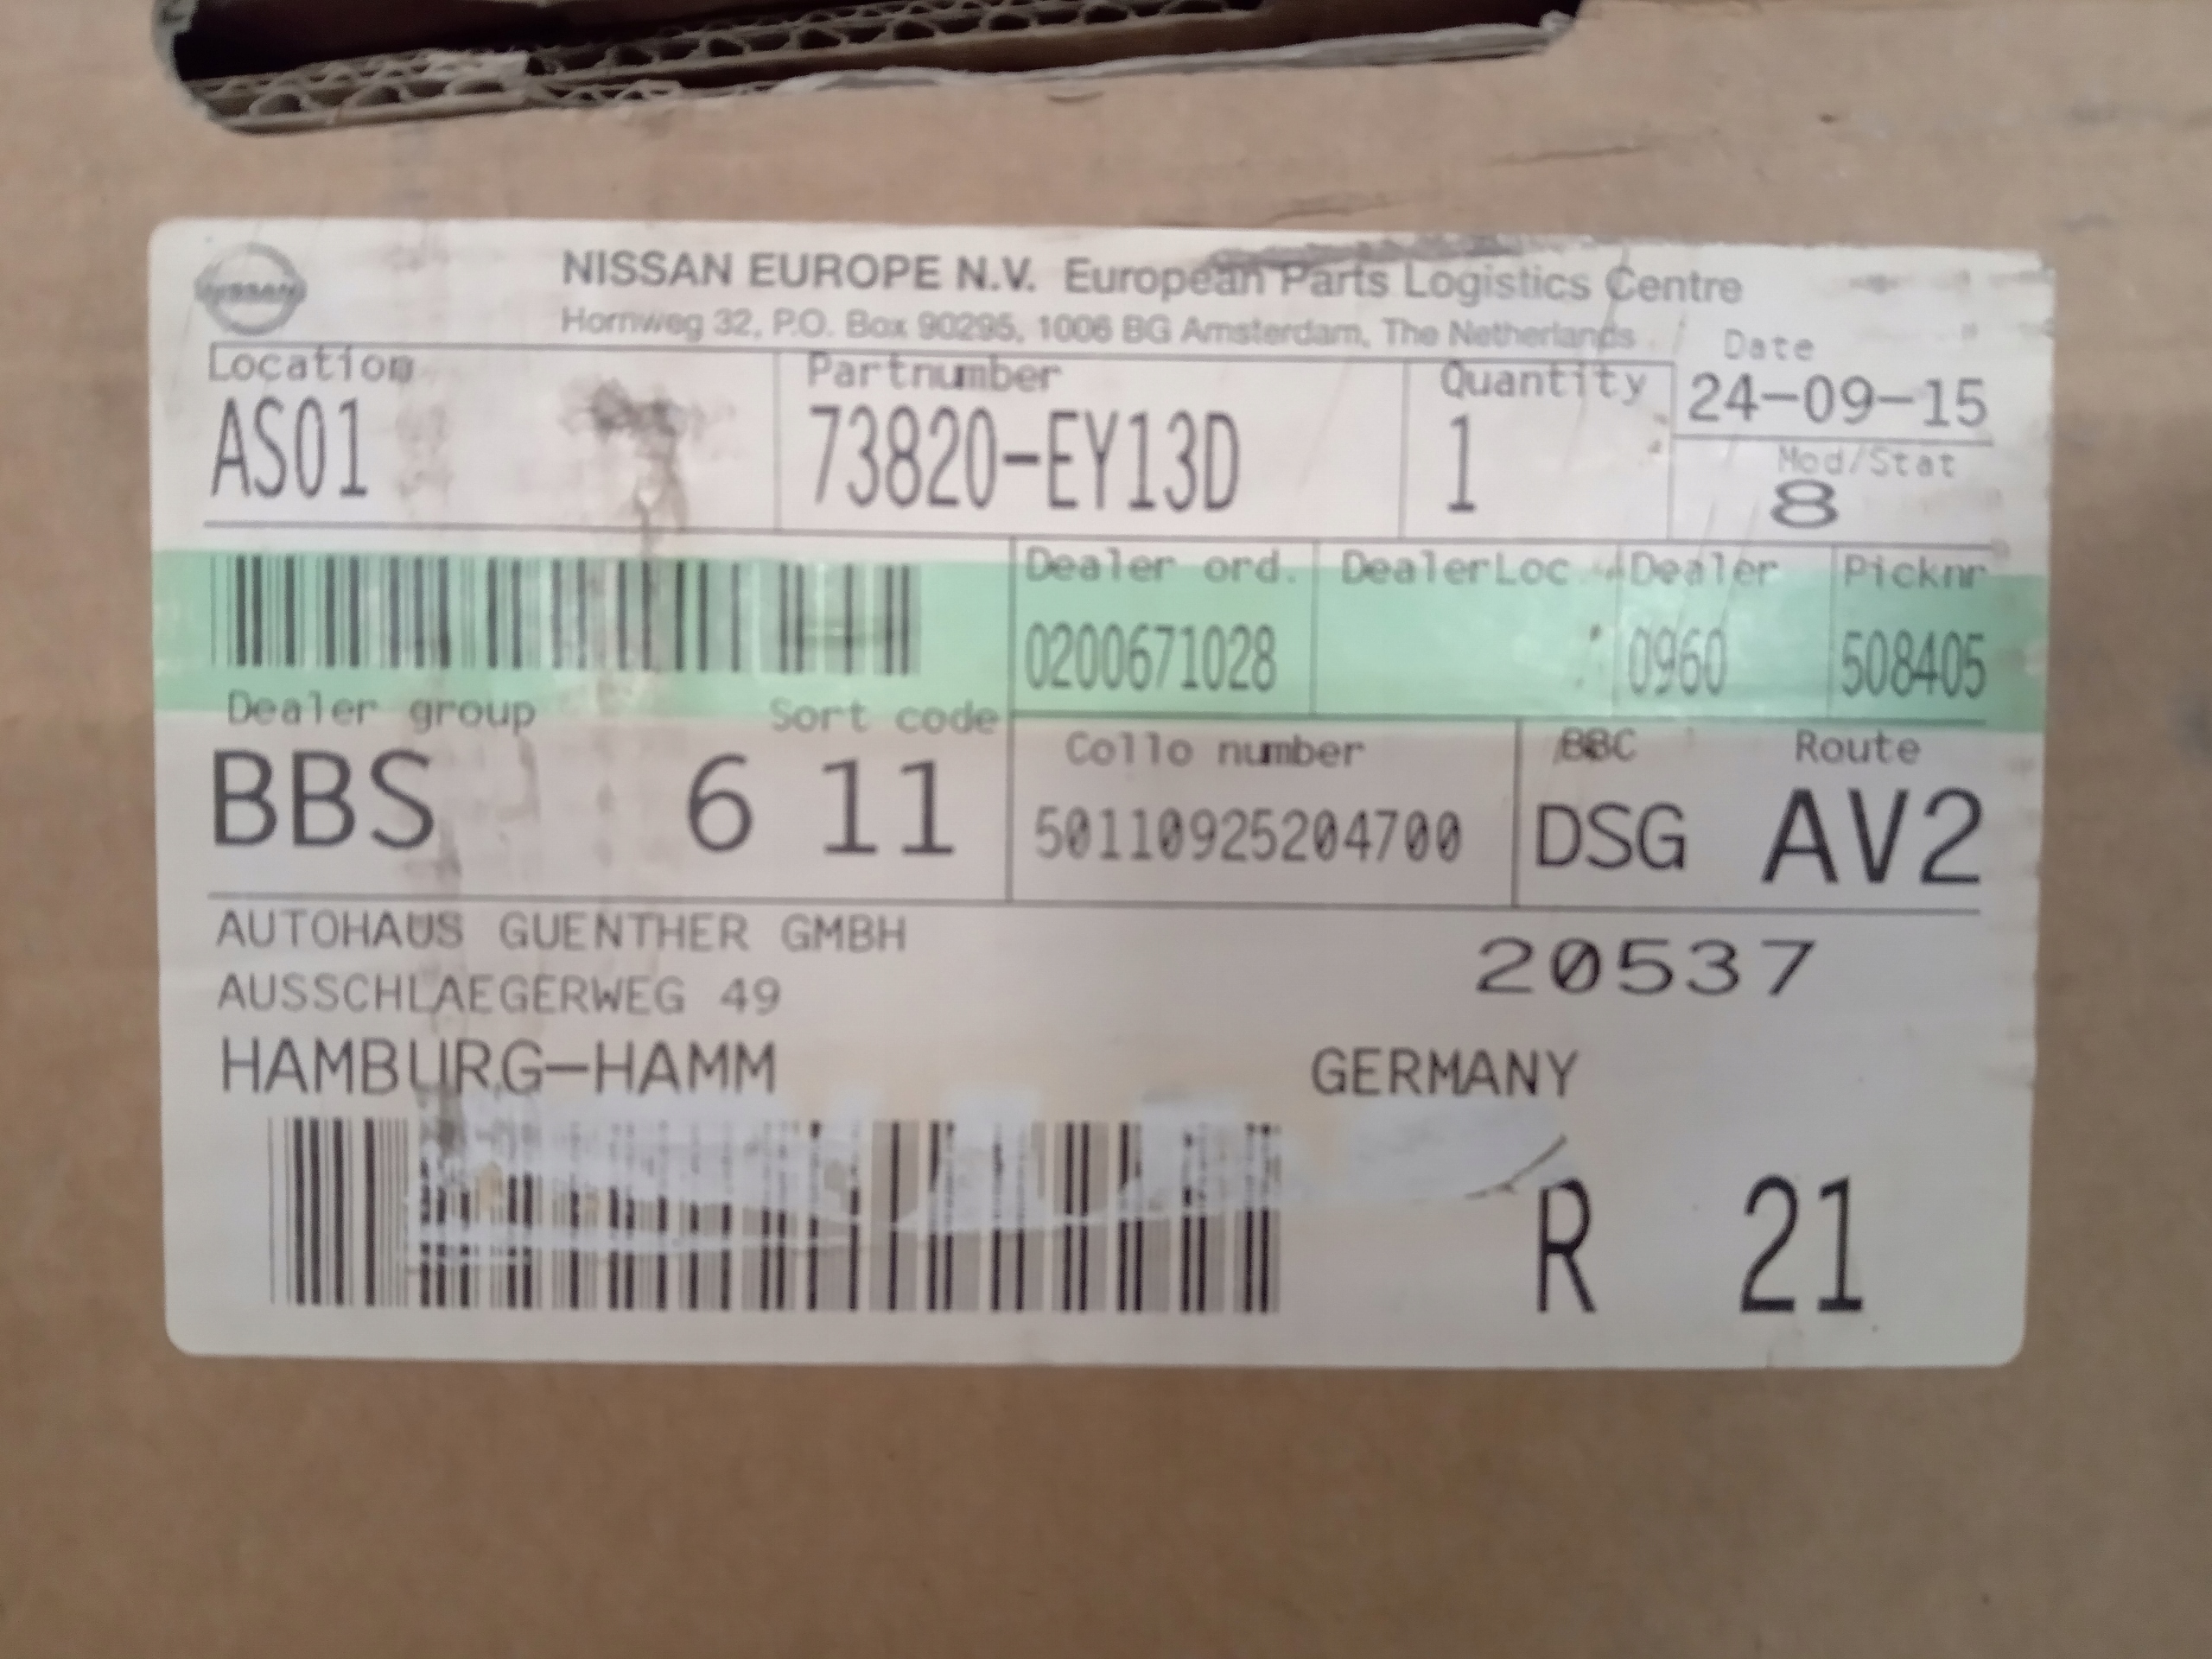 NISSAN
NISSAN EUROPE N.V. European Parts Logistics Centre
Hornweg 32, P.O. Box 90295, 1006 BG Amsterdam, The Netherlands
Location Partnumber Quantity Date
AS01 73820-EY13D 1 24-09-15
Mod/Stat
8
Dealer ord. DealerLoc. Dealer Picknr
0200671028 0960 508405
Dealer group Sort code Collo number BBC Route
BBS 6 11 50110925204700 DSG AV2
AUTOHAUS GUENTHER GMBH 20537
AUSSCHLAEGERWEG 49
HAMBURG-HAMM GERMANY
R 21